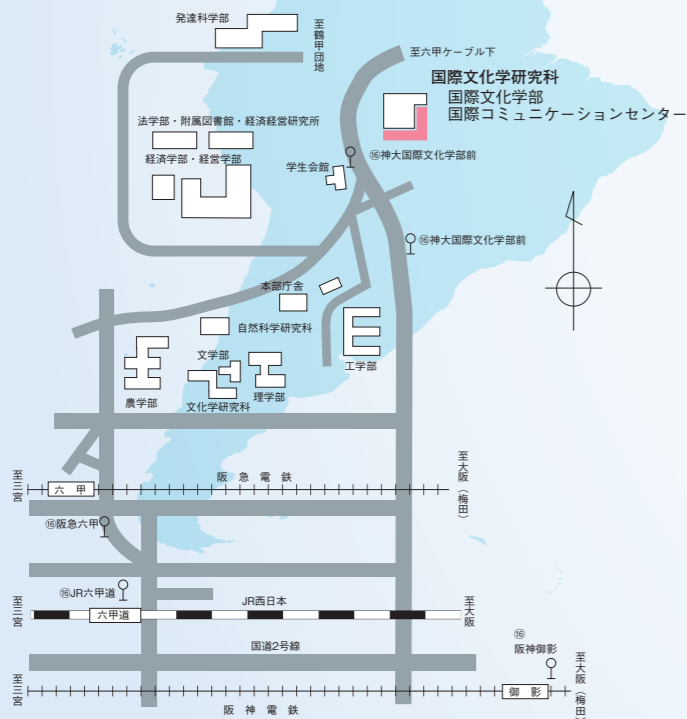 発達科学部
至鶴甲団地
至六甲ケーブル下
国際文化学研究科
国際文化学部
国際コミュニケーションセンター
法学部・附属図書館・経済経営研究所
経済学部・経営学部
学生会館
⑯神大国際文化学部前
⑯神大国際文化学部前
本部庁舎
自然科学研究科
文学部
工学部
農学部
文化学研究科
理学部
至三宮
六甲
阪急電鉄
至大阪（梅田）
⑯阪急六甲
⑯JR六甲道
至三宮
六甲道
JR西日本
至大阪
国道2号線
⑯
阪神御影
至三宮
阪神電鉄
御影
至大阪（梅田）